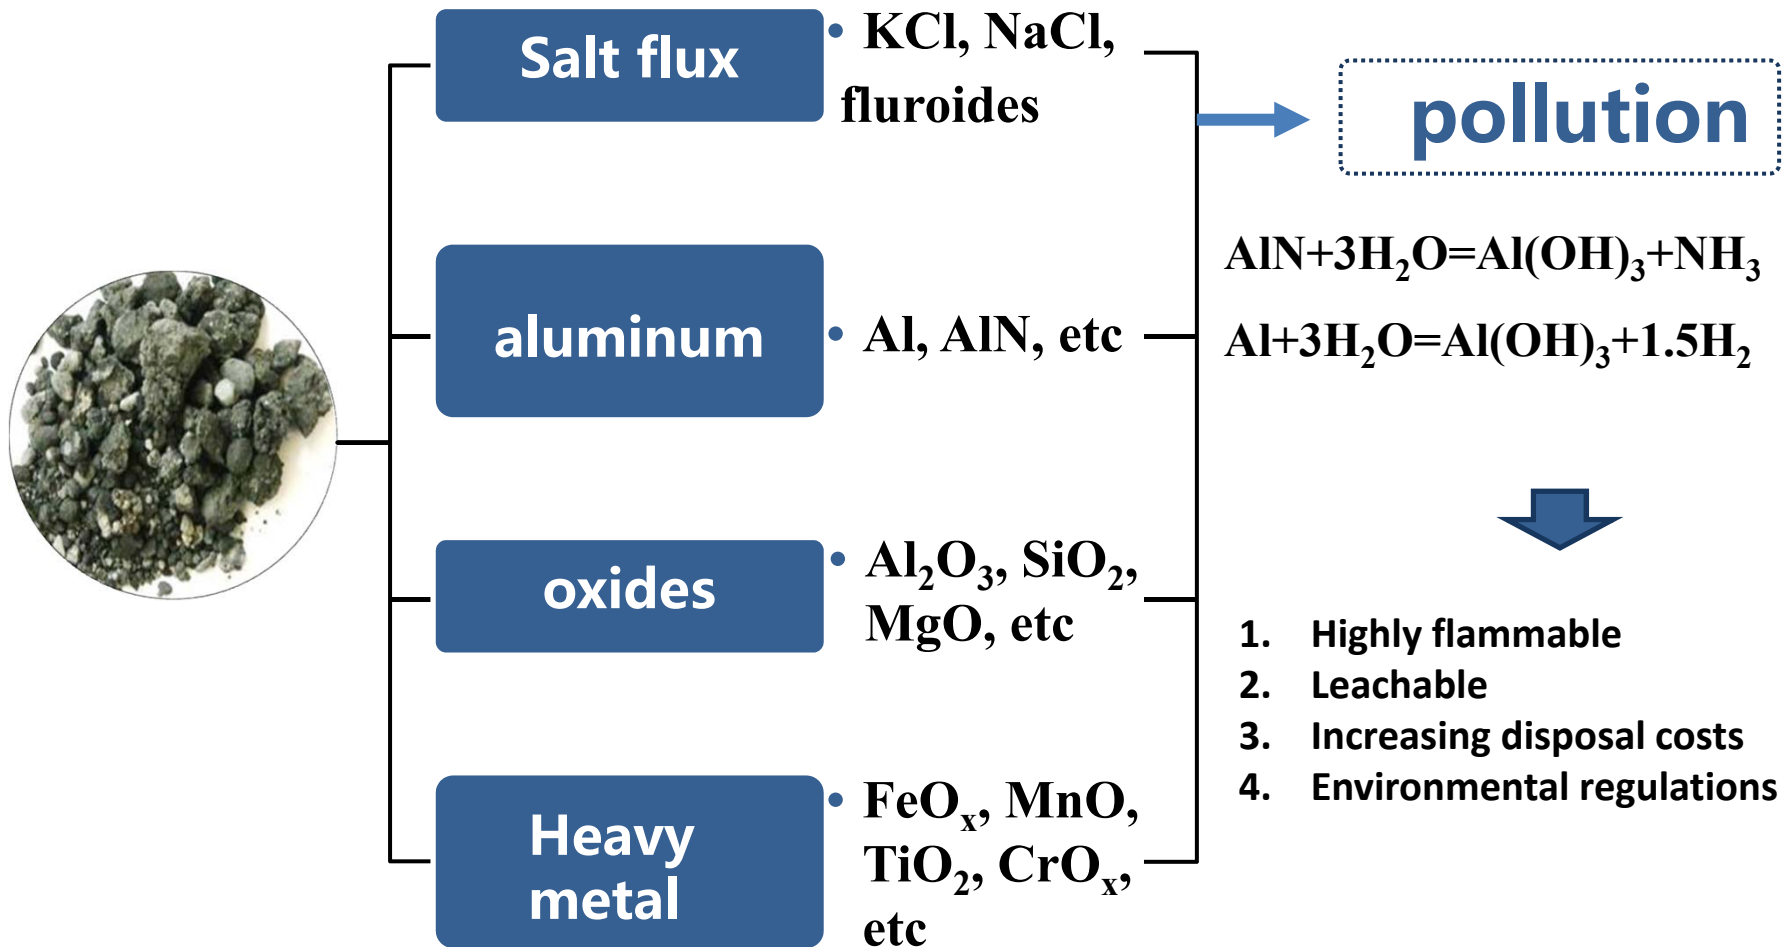 Salt flux
• KCl, NaCl,
fluroides
pollution
AlN+3H₂O=Al(OH)₃+NH₃
Al+3H₂O=Al(OH)₃+1.5H₂
aluminum
• Al, AlN, etc
oxides
• Al₂O₃, SiO₂,
MgO, etc
Heavy
metal
• FeOₓ, MnO,
TiO₂, CrOₓ,
etc
1. Highly flammable
2. Leachable
3. Increasing disposal costs
4. Environmental regulations